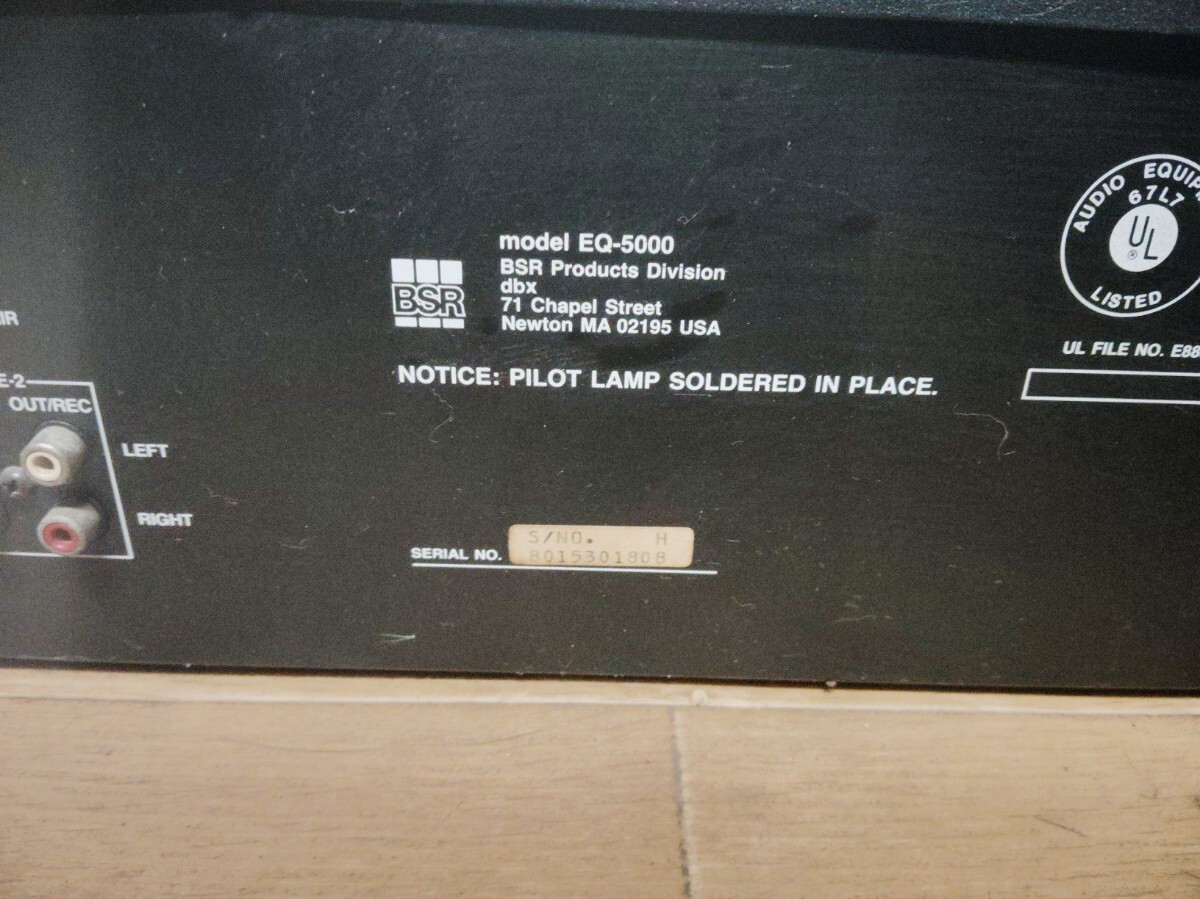 model EQ-5000
BSR Products Division
dbx
71 Chapel Street
Newton MA 02195 USA
BSR
NOTICE: PILOT LAMP SOLDERED IN PLACE.
AUDIO EQUIP
67L7
UL
®
LISTED
UL FILE NO. E88
OUT/REC
LEFT
RIGHT
SERIAL NO.
S/NO. H
8015301808